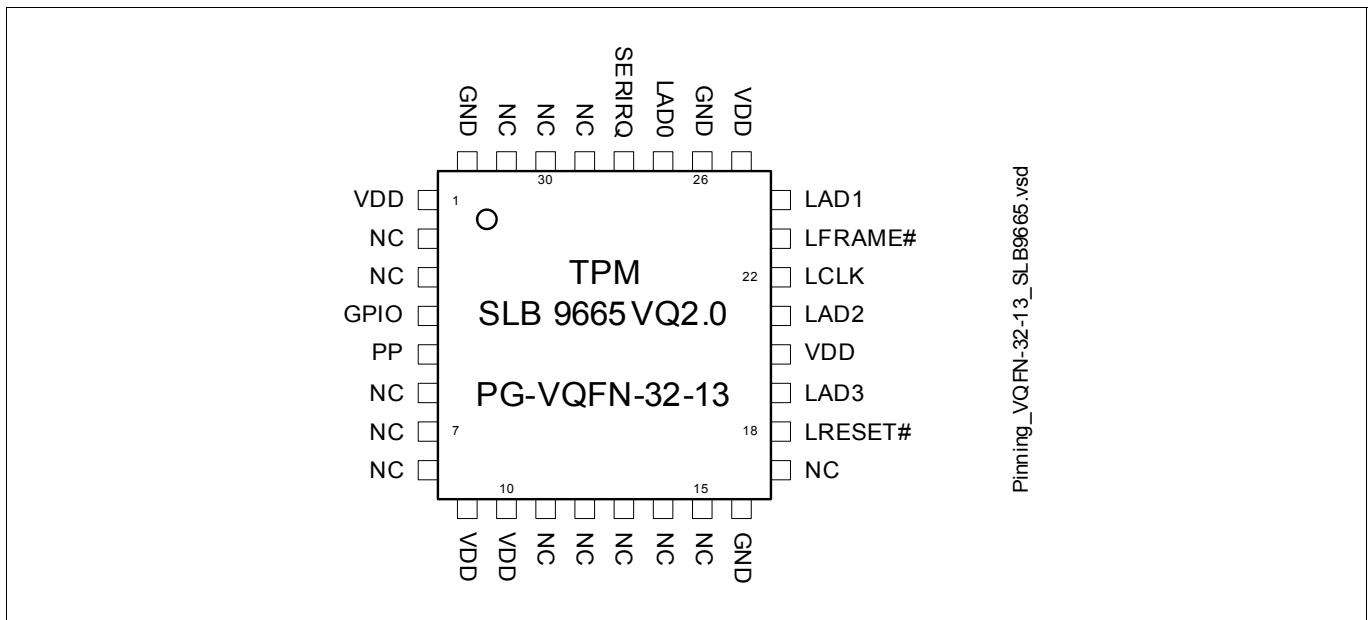 GND
NC
NC
NC
SERIRQ
LAD0
GND
VDD
30
26
VDD
1
LAD1
NC
LFRAME#
NC
TPM
22
LCLK
GPIO
SLB 9665 VQ2.0
LAD2
PP
VDD
NC
PG-VQFN-32-13
LAD3
NC
7
18
LRESET#
NC
NC
10
15
VDD
VDD
NC
NC
NC
NC
NC
GND
Pinning_VQFN-32-13_SLB9665.vsd